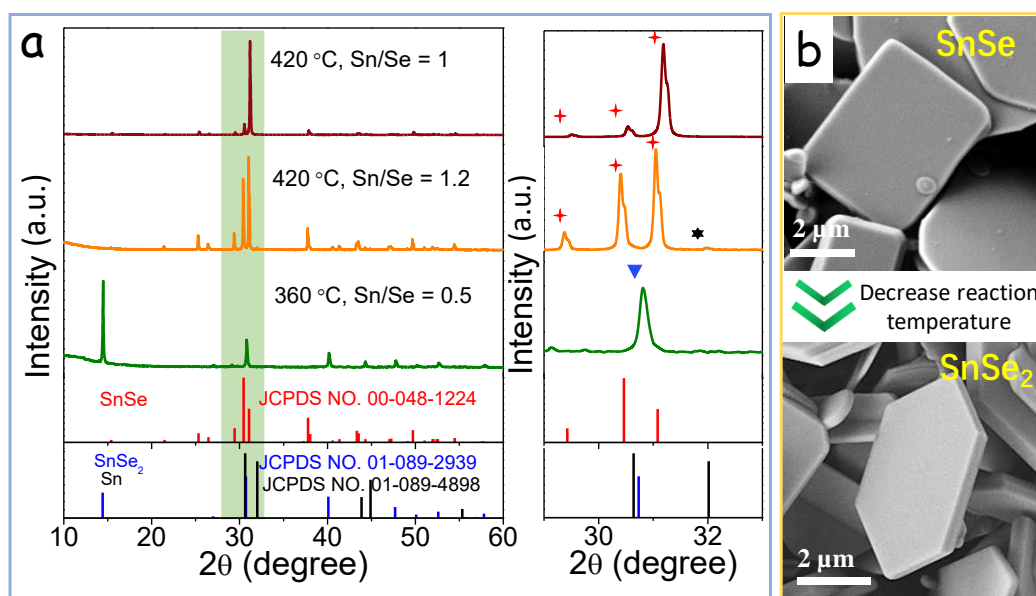 a
420 °C, Sn/Se = 1
420 °C, Sn/Se = 1.2
360 °C, Sn/Se = 0.5
SnSe
JCPDS NO. 00-048-1224
SnSe₂
JCPDS NO. 01-089-2939
Sn
JCPDS NO. 01-089-4898
Intensity (a.u.)
10 20 30 40 50 60
2θ (degree)
Intensity (a.u.)
30 32
2θ (degree)
b
SnSe
2 μm
Decrease reaction
temperature
SnSe₂
2 μm